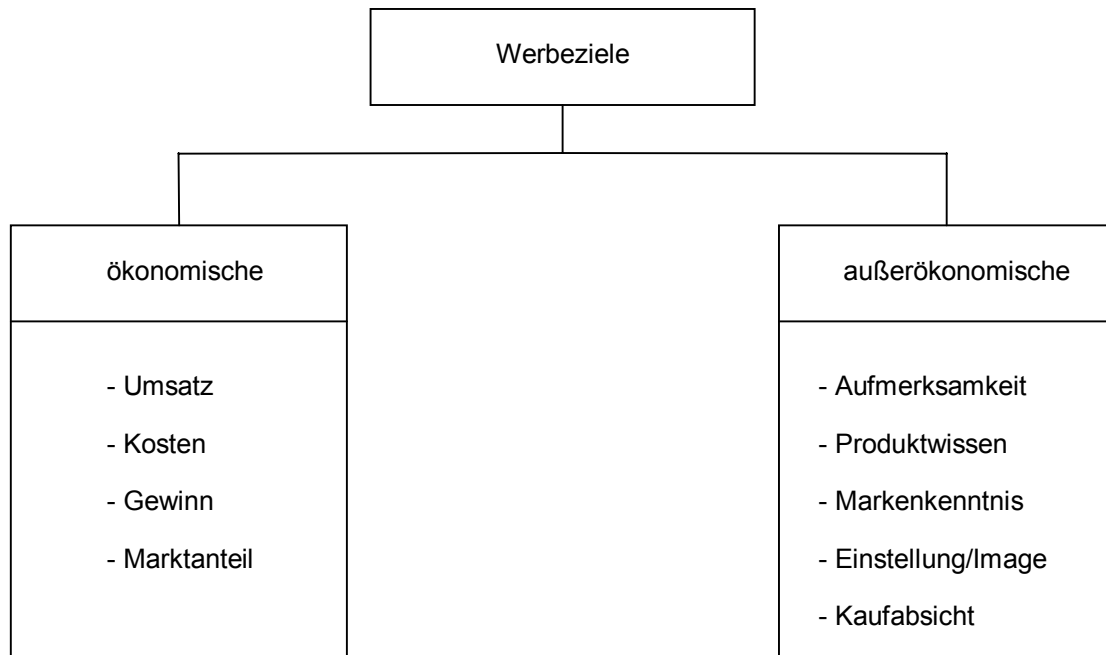 Werbeziele
ökonomische
- Umsatz
- Kosten
- Gewinn
- Marktanteil
außerökonomische
- Aufmerksamkeit
- Produktwissen
- Markenkenntnis
- Einstellung/Image
- Kaufabsicht